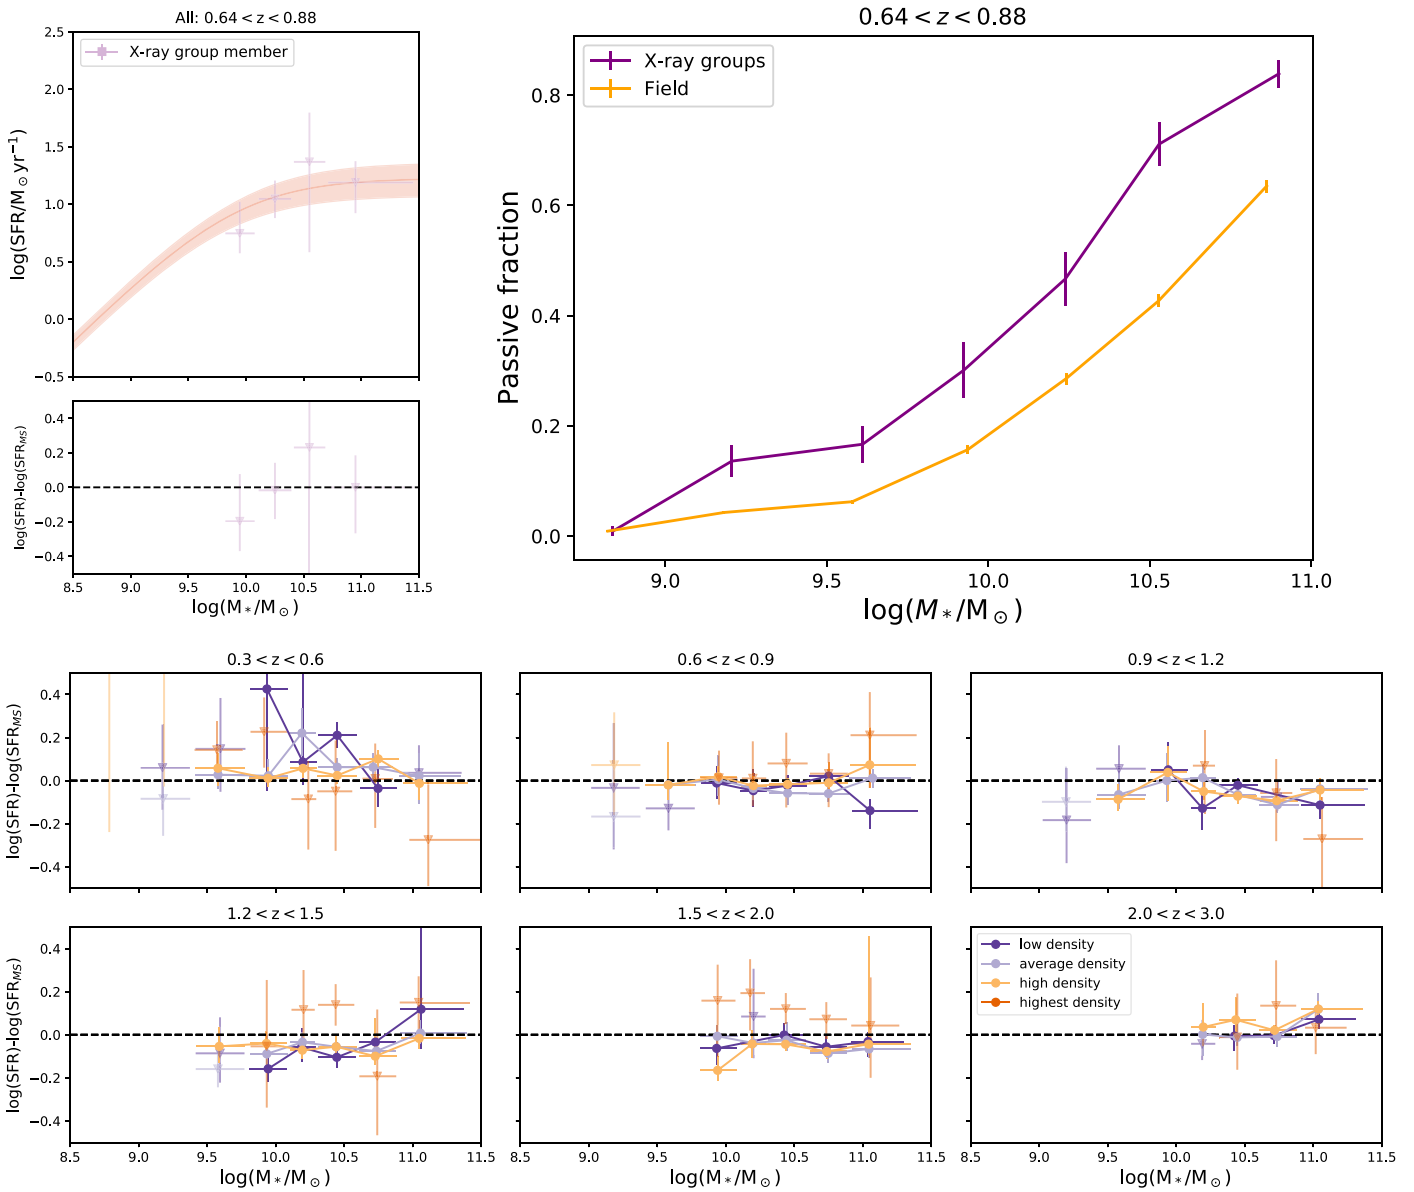 All: 0.64 < z < 0.88
2.5
2.0
1.5
1.0
0.5
0.0
−0.5
log(SFR/M⊙ yr⁻¹)
X-ray group member
0.4
0.2
0.0
−0.2
−0.4
log(SFR)-log(SFR_MS)
8.5 9.0 9.5 10.0 10.5 11.0 11.5
log(M∗/M⊙)
0.64 < z < 0.88
X-ray groups
Field
0.8
0.6
0.4
0.2
0.0
Passive fraction
9.0 9.5 10.0 10.5 11.0
log(M∗/M⊙)
0.3 < z < 0.6
0.6 < z < 0.9
0.9 < z < 1.2
0.4
0.2
0.0
−0.2
−0.4
log(SFR)-log(SFR_MS)
1.2 < z < 1.5
1.5 < z < 2.0
2.0 < z < 3.0
0.4
0.2
0.0
−0.2
−0.4
log(SFR)-log(SFR_MS)
low density
average density
high density
highest density
8.5 9.0 9.5 10.0 10.5 11.0 11.5
log(M∗/M⊙)
8.5 9.0 9.5 10.0 10.5 11.0 11.5
log(M∗/M⊙)
8.5 9.0 9.5 10.0 10.5 11.0 11.5
log(M∗/M⊙)